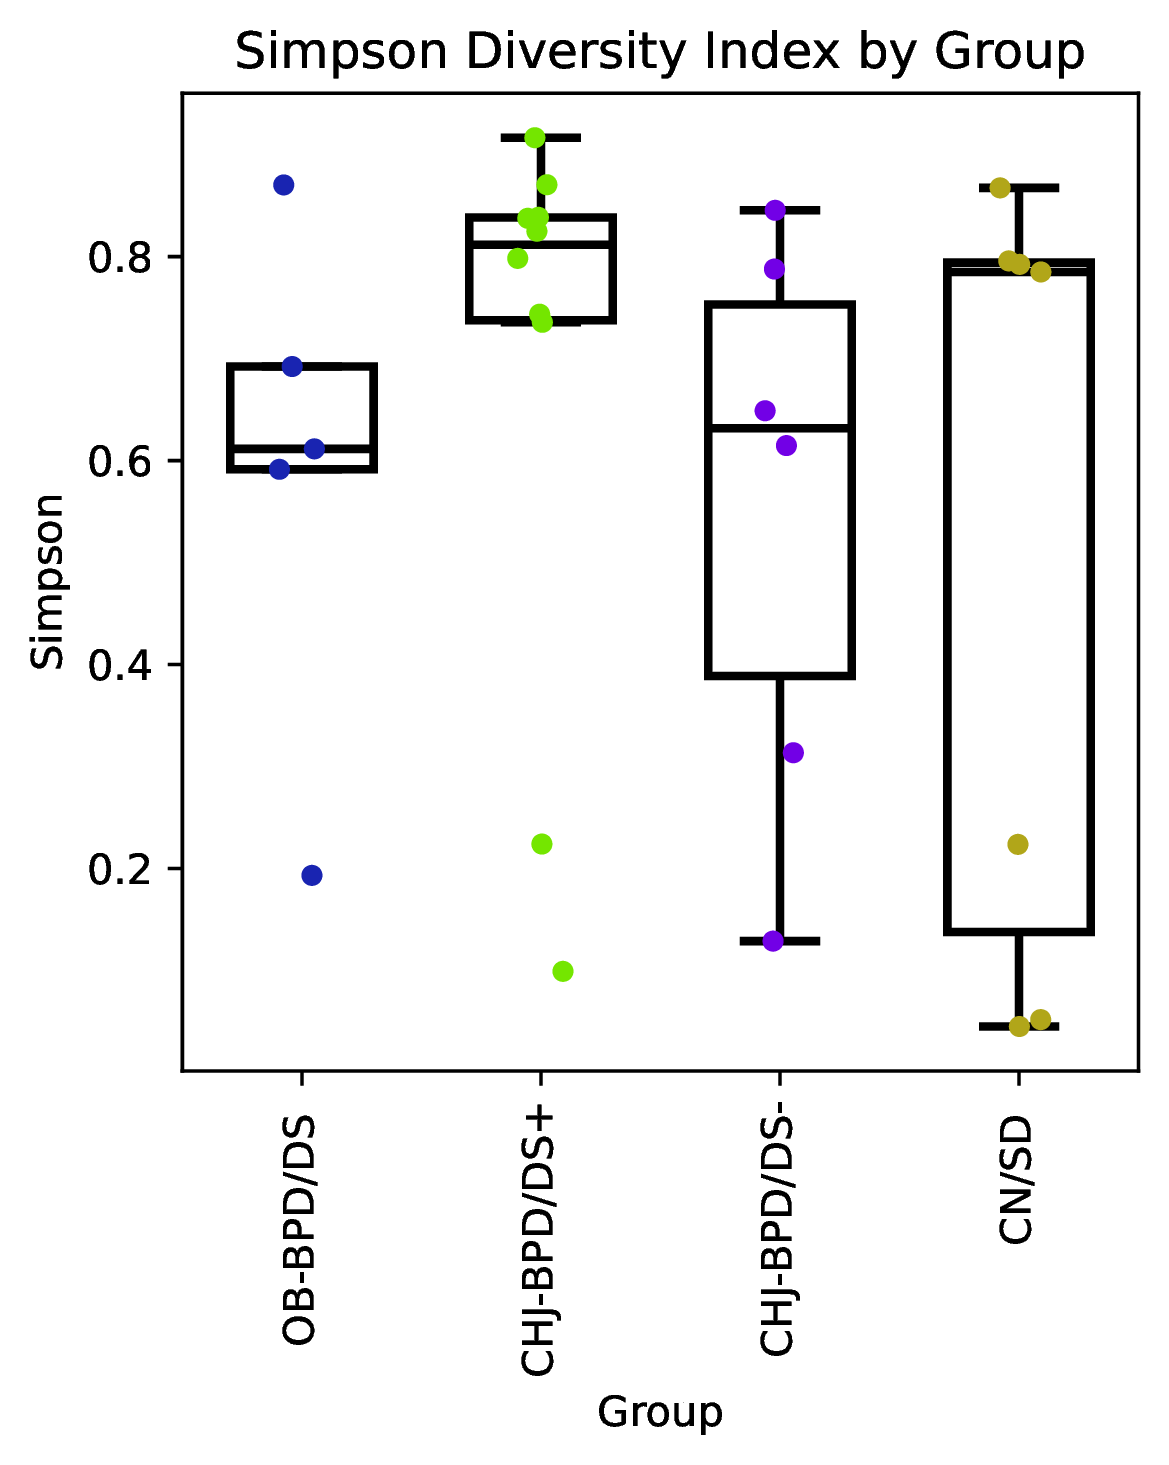 Simpson Diversity Index by Group
Simpson
0.8
0.6
0.4
0.2
OB-BPD/DS
CHJ-BPD/DS+
CHJ-BPD/DS-
CN/SD
Group